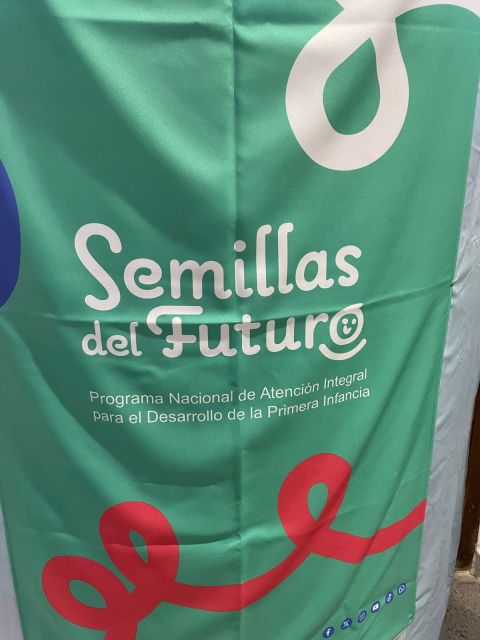 Semillas
del Futuro
Programa Nacional de Atención Integral
para el Desarrollo de la Primera Infancia